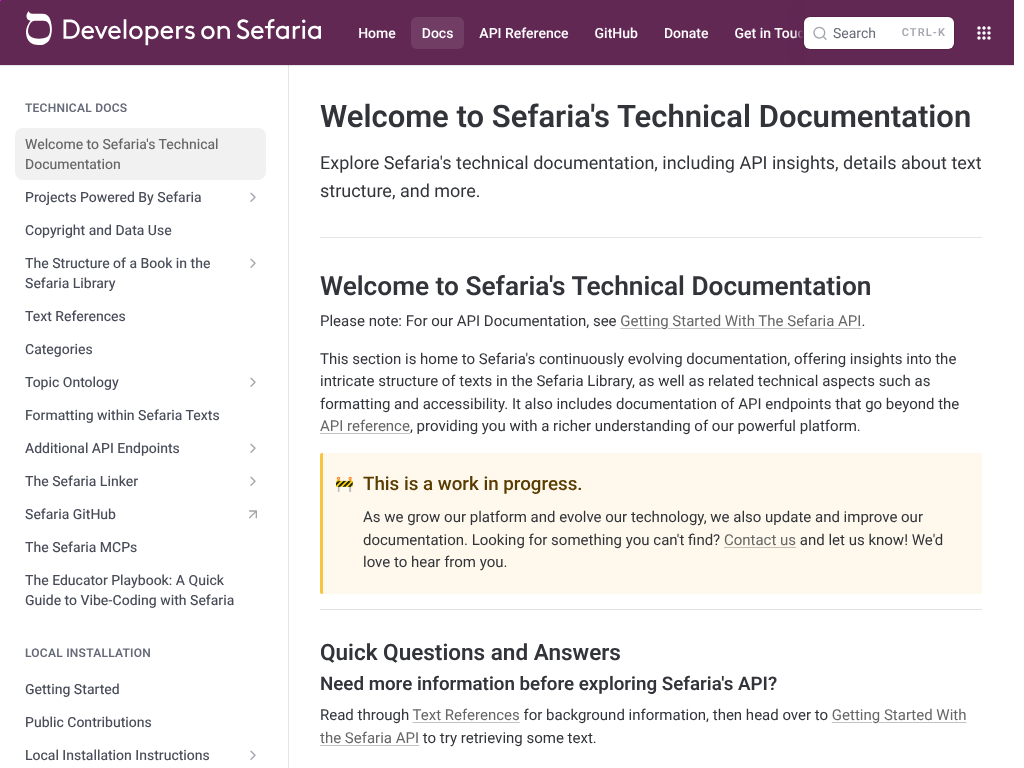 Developers on Sefaria
Home Docs API Reference GitHub Donate Get in Touc Search CTRL-K
TECHNICAL DOCS
Welcome to Sefaria's Technical
Documentation
Projects Powered By Sefaria
Copyright and Data Use
The Structure of a Book in the
Sefaria Library
Text References
Categories
Topic Ontology
Formatting within Sefaria Texts
Additional API Endpoints
The Sefaria Linker
Sefaria GitHub
The Sefaria MCPs
The Educator Playbook: A Quick
Guide to Vibe-Coding with Sefaria
LOCAL INSTALLATION
Getting Started
Public Contributions
Local Installation Instructions
Welcome to Sefaria's Technical Documentation
Explore Sefaria's technical documentation, including API insights, details about text
structure, and more.
Welcome to Sefaria's Technical Documentation
Please note: For our API Documentation, see Getting Started With The Sefaria API.
This section is home to Sefaria's continuously evolving documentation, offering insights into the
intricate structure of texts in the Sefaria Library, as well as related technical aspects such as
formatting and accessibility. It also includes documentation of API endpoints that go beyond the
API reference, providing you with a richer understanding of our powerful platform.
🚧 This is a work in progress.
As we grow our platform and evolve our technology, we also update and improve our
documentation. Looking for something you can't find? Contact us and let us know! We'd
love to hear from you.
Quick Questions and Answers
Need more information before exploring Sefaria's API?
Read through Text References for background information, then head over to Getting Started With
the Sefaria API to try retrieving some text.